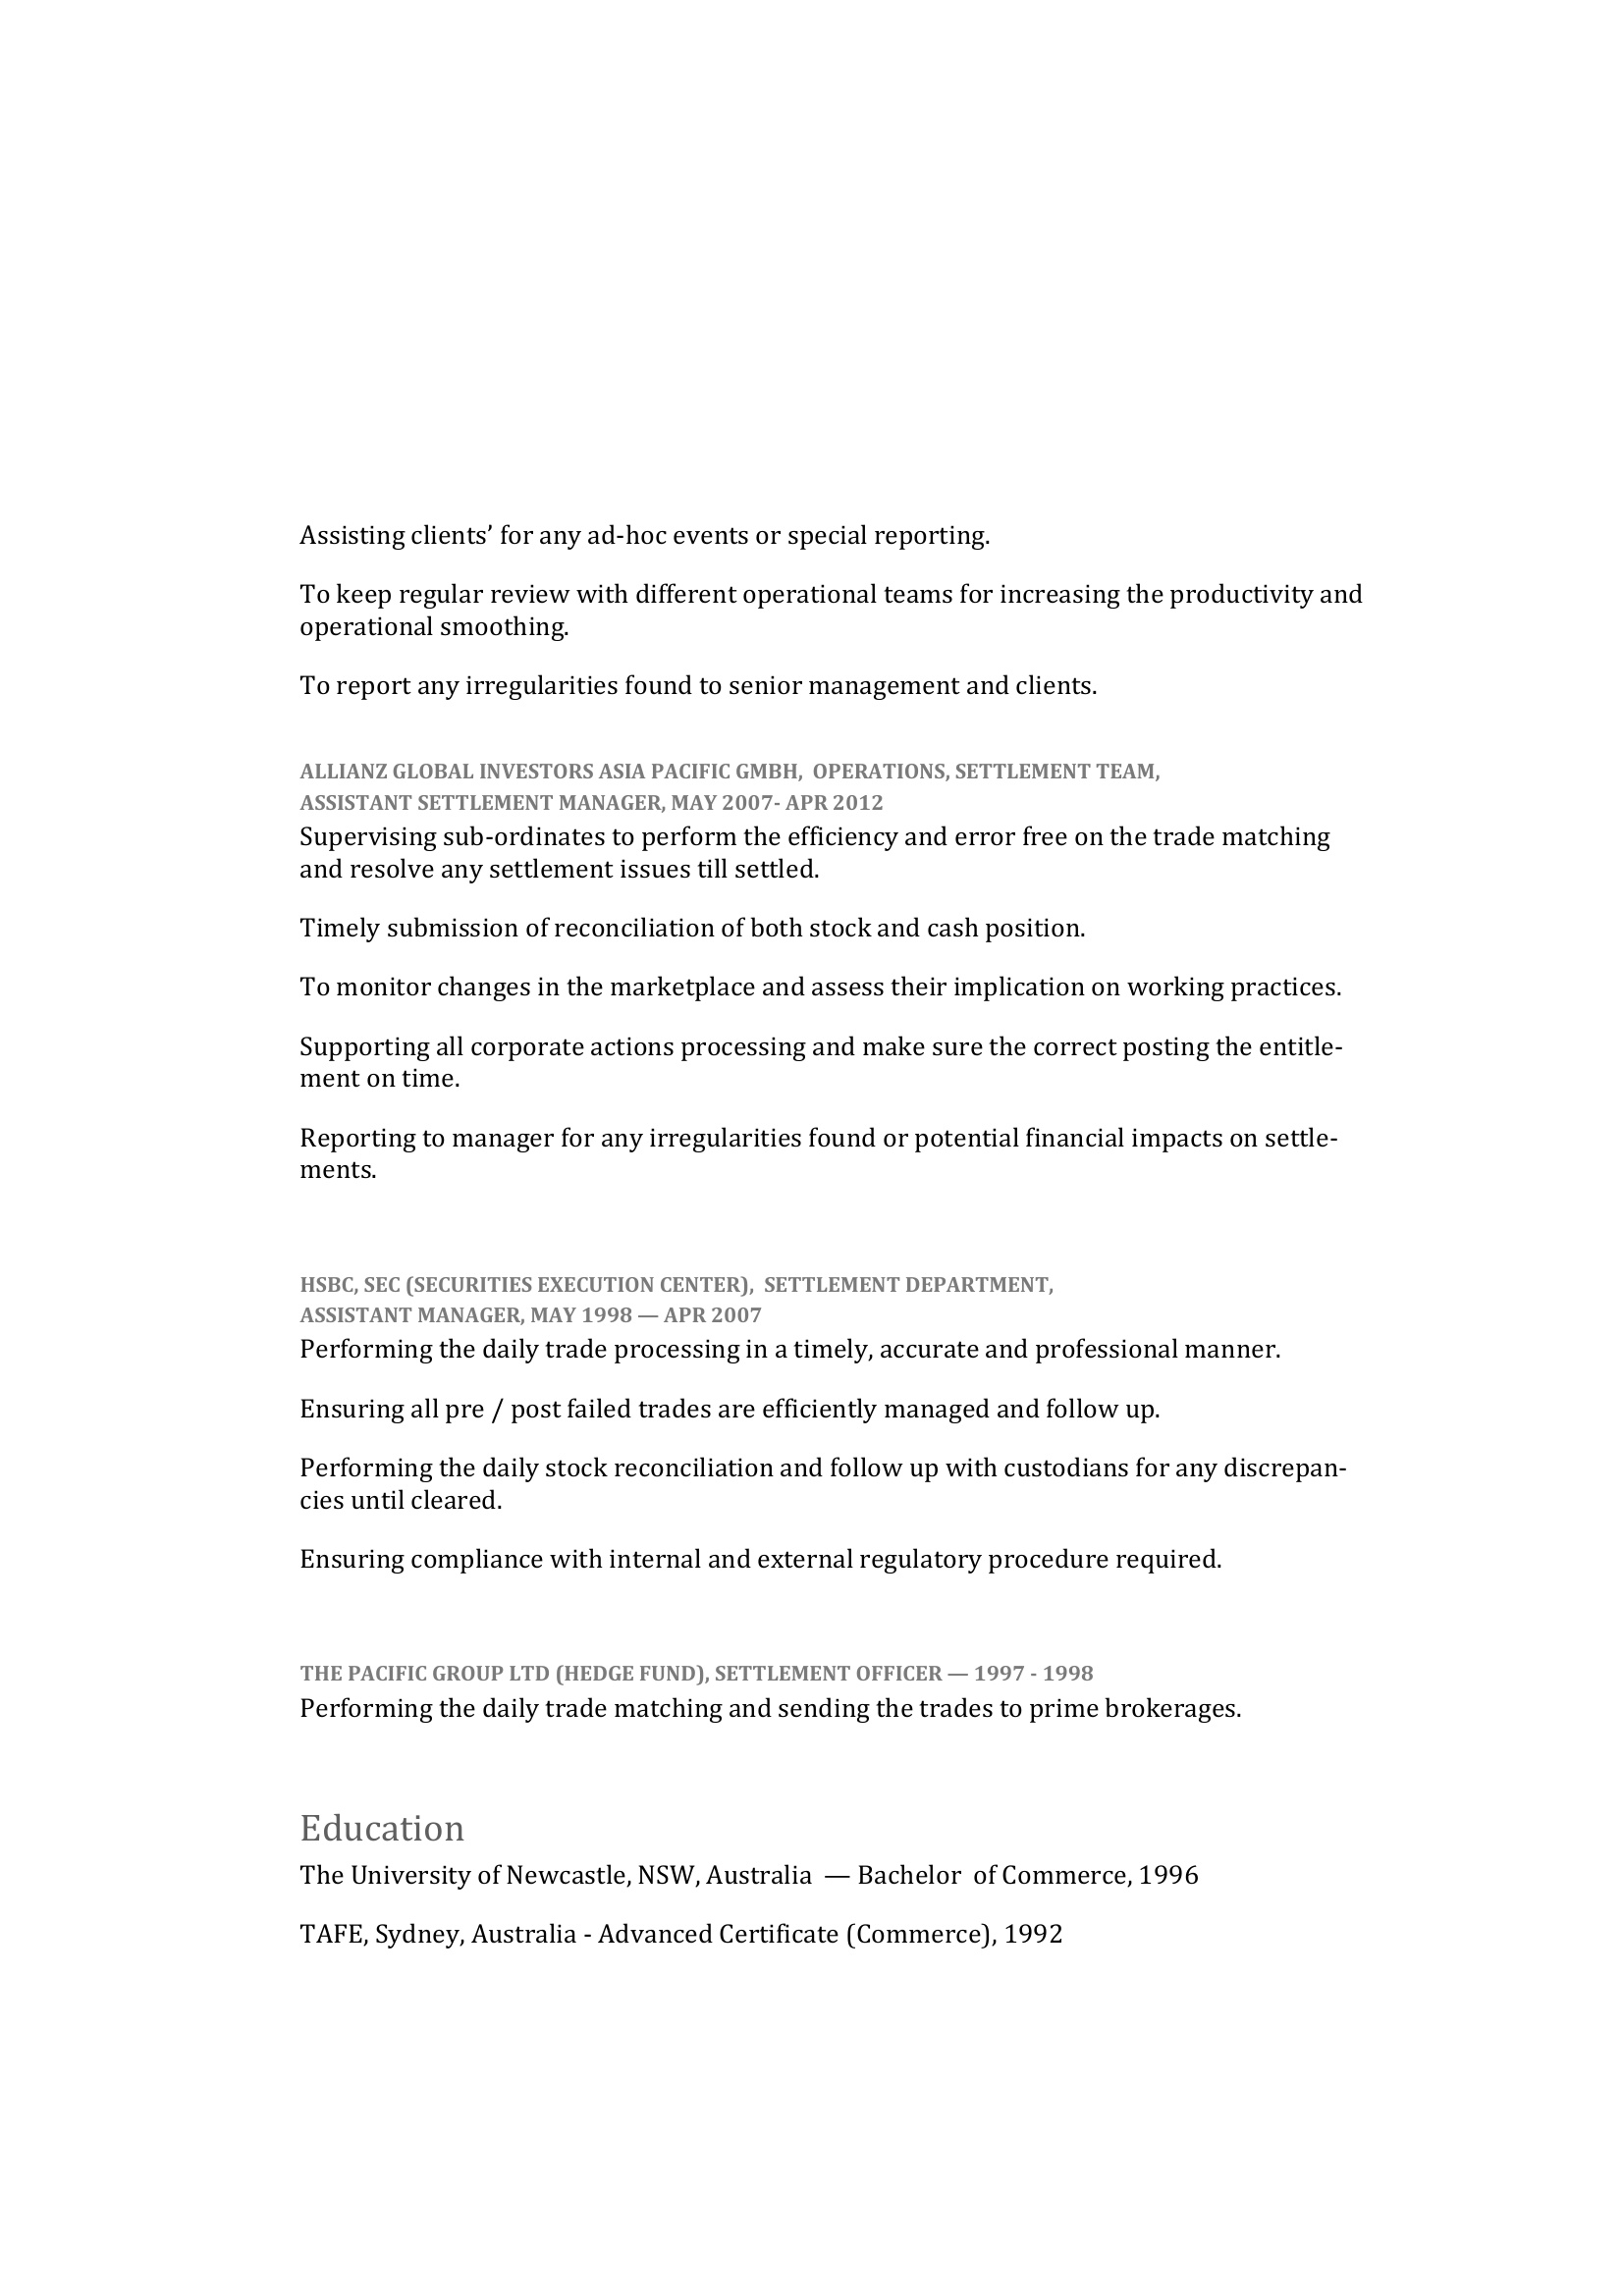 Assisting clients’ for any ad-hoc events or special reporting.
To keep regular review with different operational teams for increasing the productivity and
operational smoothing.
To report any irregularities found to senior management and clients.
ALLIANZ GLOBAL INVESTORS ASIA PACIFIC GMBH,  OPERATIONS, SETTLEMENT TEAM,
ASSISTANT SETTLEMENT MANAGER, MAY 2007- APR 2012
Supervising sub-ordinates to perform the efficiency and error free on the trade matching
and resolve any settlement issues till settled.
Timely submission of reconciliation of both stock and cash position.
To monitor changes in the marketplace and assess their implication on working practices.
Supporting all corporate actions processing and make sure the correct posting the entitle-
ment on time.
Reporting to manager for any irregularities found or potential financial impacts on settle-
ments.
HSBC, SEC (SECURITIES EXECUTION CENTER),  SETTLEMENT DEPARTMENT,
ASSISTANT MANAGER, MAY 1998 — APR 2007
Performing the daily trade processing in a timely, accurate and professional manner.
Ensuring all pre / post failed trades are efficiently managed and follow up.
Performing the daily stock reconciliation and follow up with custodians for any discrepan-
cies until cleared.
Ensuring compliance with internal and external regulatory procedure required.
THE PACIFIC GROUP LTD (HEDGE FUND), SETTLEMENT OFFICER — 1997 - 1998
Performing the daily trade matching and sending the trades to prime brokerages.
Education
The University of Newcastle, NSW, Australia  — Bachelor  of Commerce, 1996
TAFE, Sydney, Australia - Advanced Certificate (Commerce), 1992